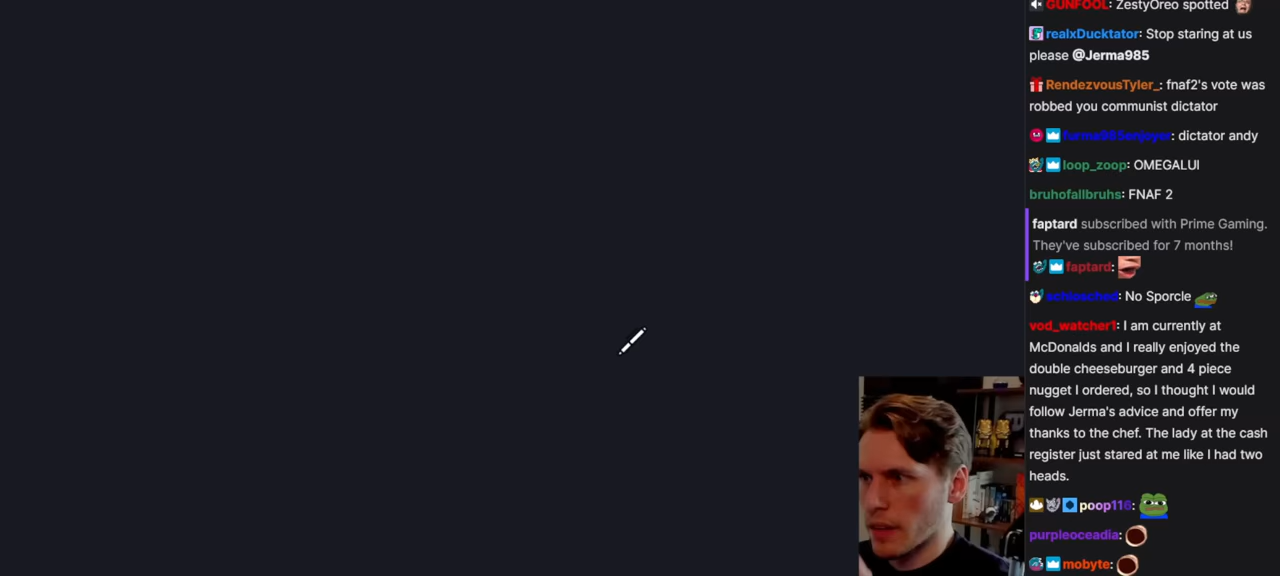 GUNFOOL: ZestyOreo spotted
realxDucktator: Stop staring at us
please @Jerma985
RendezvousTyler_: fnaf2's vote was
robbed you communist dictator
furma985enjoyer: dictator andy
loop_zoop: OMEGALUl
bruhofallbruhs: FNAF 2
faptard subscribed with Prime Gaming.
They've subscribed for 7 months!
faptard:
schlosched: No Sporcle
vod_watcher1: I am currently at
McDonalds and I really enjoyed the
double cheeseburger and 4 piece
nugget I ordered, so I thought I would
follow Jerma's advice and offer my
thanks to the chef. The lady at the cash
register just stared at me like I had two
heads.
poop116:
purpleoceadia:
mobyte: